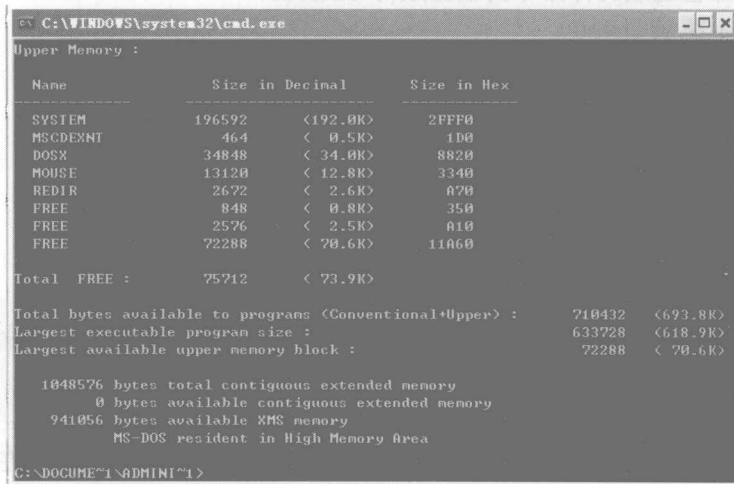 C:\WINDOWS\system32\cmd.exe
Upper Memory :
Name Size in Decimal Size in Hex
------------- --------------------- -------------
SYSTEM 196592 (192.0K) 2FFF0
MSCDEXNT 464 ( 0.5K) 1D0
DOSX 34848 ( 34.0K) 8820
MOUSE 13120 ( 12.8K) 3340
REDIR 2672 ( 2.6K) A70
FREE 848 ( 0.8K) 350
FREE 2576 ( 2.5K) A10
FREE 72288 ( 70.6K) 11A60
Total FREE : 75712 ( 73.9K)
Total bytes available to programs (Conventional+Upper) : 710432 (693.8K)
Largest executable program size : 633728 (618.9K)
Largest available upper memory block : 72288 ( 70.6K)
1048576 bytes total contiguous extended memory
0 bytes available contiguous extended memory
941056 bytes available XMS memory
MS-DOS resident in High Memory Area
C:\DOCUME~1\ADMINI~1>